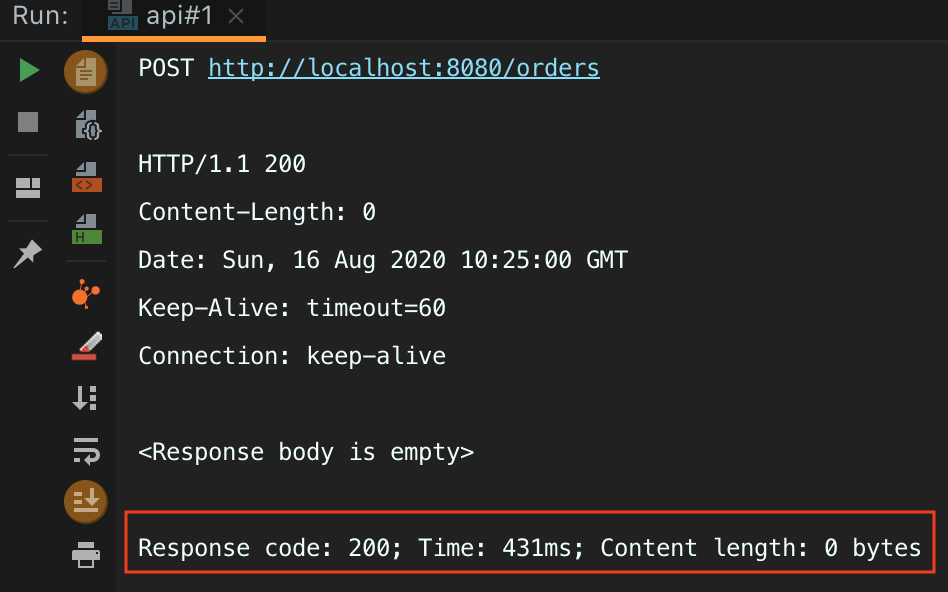 Run: API api#1
POST http://localhost:8080/orders
HTTP/1.1 200
Content-Length: 0
Date: Sun, 16 Aug 2020 10:25:00 GMT
Keep-Alive: timeout=60
Connection: keep-alive
<Response body is empty>
Response code: 200; Time: 431ms; Content length: 0 bytes